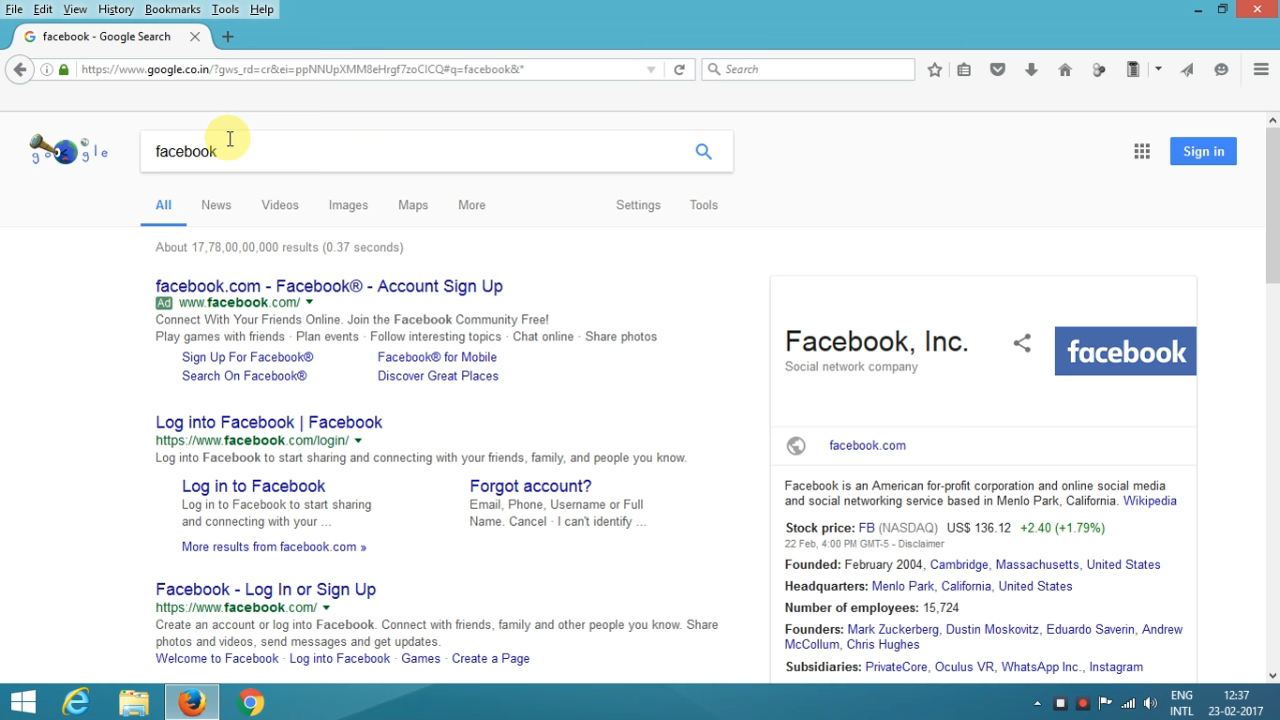 File Edit View History Bookmarks Tools Help
facebook - Google Search
https://www.google.co.in/?gws_rd=cr&ei=ppNNUpXMM8eHrgf7zoCICQ#q=facebook&*
Search
google
facebook
Sign in
All News Videos Images Maps More Settings Tools
About 17,78,00,00,000 results (0.37 seconds)
facebook.com - Facebook® - Account Sign Up
Ad www.facebook.com/
Connect With Your Friends Online. Join the Facebook Community Free!
Play games with friends · Plan events · Follow interesting topics · Chat online · Share photos
Sign Up For Facebook® Facebook® for Mobile
Search On Facebook® Discover Great Places
Log into Facebook | Facebook
https://www.facebook.com/login/
Log into Facebook to start sharing and connecting with your friends, family, and people you know.
Log in to Facebook
Log in to Facebook to start sharing
and connecting with your ...
Forgot account?
Email, Phone, Username or Full
Name. Cancel · I can't identify ...
More results from facebook.com »
Facebook - Log In or Sign Up
https://www.facebook.com/
Create an account or log into Facebook. Connect with friends, family and other people you know. Share
photos and videos, send messages and get updates.
Welcome to Facebook · Log into Facebook · Games · Create a Page
Facebook, Inc.
Social network company
facebook
facebook.com
Facebook is an American for-profit corporation and online social media
and social networking service based in Menlo Park, California. Wikipedia
Stock price: FB (NASDAQ) US$ 136.12 +2.40 (+1.79%)
22 Feb, 4:00 PM GMT-5 - Disclaimer
Founded: February 2004, Cambridge, Massachusetts, United States
Headquarters: Menlo Park, California, United States
Number of employees: 15,724
Founders: Mark Zuckerberg, Dustin Moskovitz, Eduardo Saverin, Andrew
McCollum, Chris Hughes
Subsidiaries: PrivateCore, Oculus VR, WhatsApp Inc., Instagram
ENG 12:37
INTL 23-02-2017